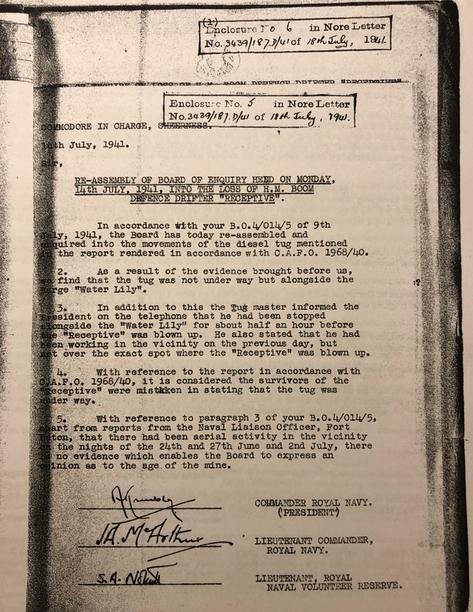 (1)
Enclosure No 6 in Nore Letter
No. 3439/187.D/41 of 18th July, 1941.
Enclosure No. 5 in Nore Letter
No. 3439/187.D/41 of 18th July, 1941.
COMMODORE IN CHARGE, SHEERNESS.
14th July, 1941.
Sir,
RE-ASSEMBLY OF BOARD OF ENQUIRY HELD ON MONDAY,
14th JULY, 1941, INTO THE LOSS OF H.M. BOOM
DEFENCE DRIFTER "RECEPTIVE".
In accordance with your B.O.4/014/5 of 9th
July, 1941, the Board has today re-assembled and
enquired into the movements of the diesel tug mentioned
in the report rendered in accordance with C.A.F.O. 1968/40.
2. As a result of the evidence brought before us,
we find that the tug was not under way but alongside the
barge "Water Lily".
3. In addition to this the Tug master informed the
President on the telephone that he had been stopped
alongside the "Water Lily" for about half an hour before
the "Receptive" was blown up. He also stated that he had
been working in the vicinity on the previous day, but
not over the exact spot where the "Receptive" was blown up.
4. With reference to the report in accordance with
C.A.F.O. 1968/40, it is considered the survivors of the
"Receptive" were mistaken in stating that the tug was
under way.
5. With reference to paragraph 3 of your B.O.4/014/5,
apart from reports from the Naval Liaison Officer, Fort
that there had been aerial activity in the vicinity
on the nights of the 24th and 27th June and 2nd July, there
is no evidence which enables the Board to express an
opinion as to the age of the mine.
COMMANDER ROYAL NAVY.
(PRESIDENT)
J.A. McArthur
LIEUTENANT COMMANDER,
ROYAL NAVY.
S.A.
LIEUTENANT, ROYAL
NAVAL VOLUNTEER RESERVE.